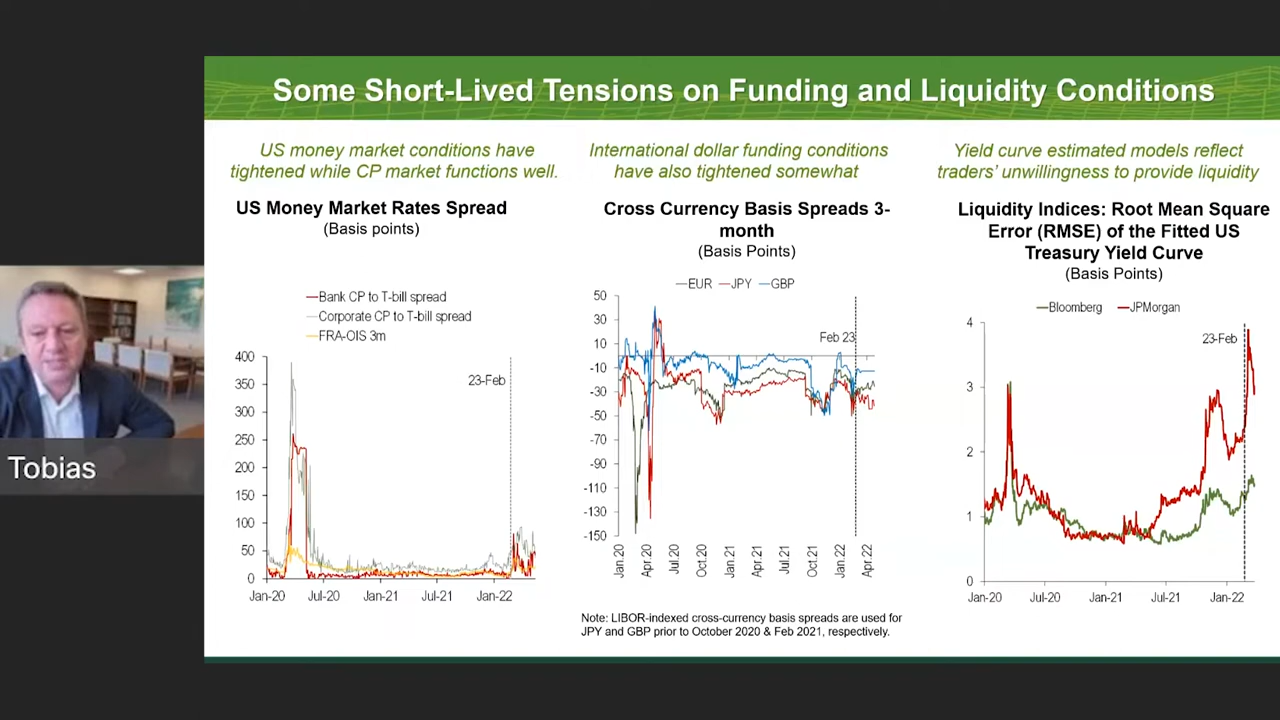 Some Short-Lived Tensions on Funding and Liquidity Conditions
US money market conditions have
tightened while CP market functions well.
US Money Market Rates Spread
(Basis points)
Bank CP to T-bill spread
Corporate CP to T-bill spread
FRA-OIS 3m
400
350
300
250
200
150
100
50
0
23-Feb
Jan-20
Jul-20
Jan-21
Jul-21
Jan-22
International dollar funding conditions
have also tightened somewhat
Cross Currency Basis Spreads 3-
month
(Basis Points)
EUR JPY GBP
50
30
10
-10
-30
-50
-70
-90
-110
-130
-150
Feb 23
Jan.20
Apr.20
Jul.20
Oct.20
Jan.21
Apr.21
Jul.21
Oct.21
Jan.22
Apr.22
Note: LIBOR-indexed cross-currency basis spreads are used for
JPY and GBP prior to October 2020 & Feb 2021, respectively.
Yield curve estimated models reflect
traders' unwillingness to provide liquidity
Liquidity Indices: Root Mean Square
Error (RMSE) of the Fitted US
Treasury Yield Curve
(Basis Points)
Bloomberg JPMorgan
4
3
2
1
0
23-Feb
Jan-20
Jul-20
Jan-21
Jul-21
Jan-22
Tobias